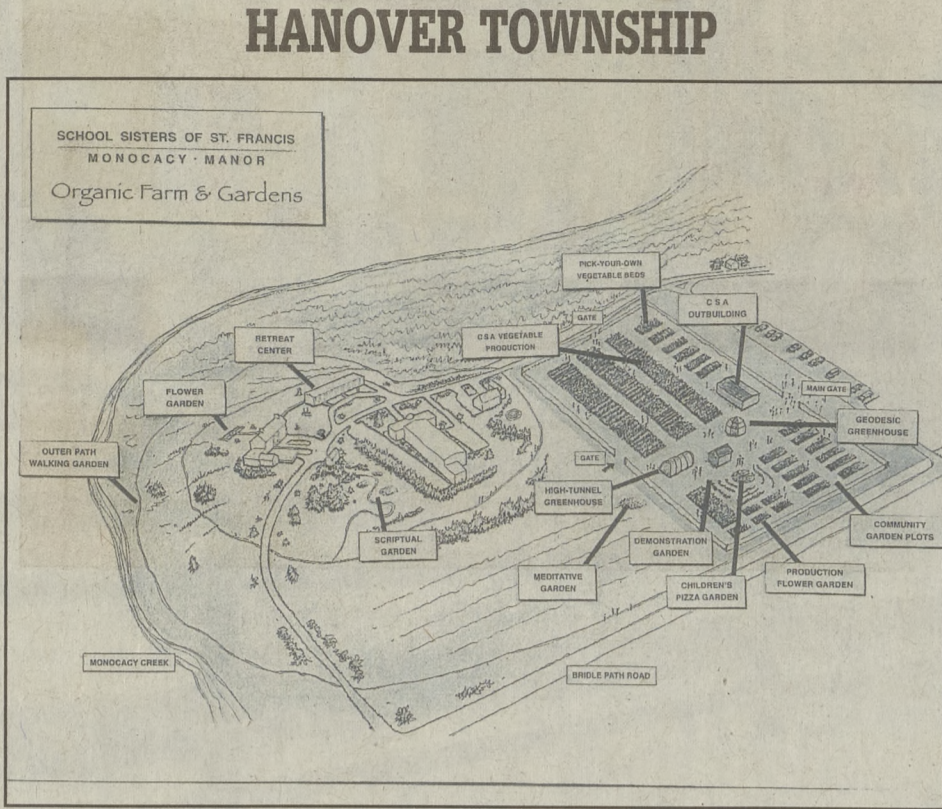 HANOVER TOWNSHIP
SCHOOL SISTERS OF ST. FRANCIS
MONOCACY · MANOR
Organic Farm & Gardens
PICK-YOUR-OWN
VEGETABLE BEDS
CSA
OUTBUILDING
GATE
CSA VEGETABLE
PRODUCTION
RETREAT
CENTER
FLOWER
GARDEN
MAIN GATE
GEODESIC
GREENHOUSE
OUTER PATH
WALKING GARDEN
GATE
HIGH-TUNNEL
GREENHOUSE
SCRIPTUAL
GARDEN
DEMONSTRATION
GARDEN
COMMUNITY
GARDEN PLOTS
MEDITATIVE
GARDEN
CHILDREN'S
PIZZA GARDEN
PRODUCTION
FLOWER GARDEN
MONOCACY CREEK
BRIDLE PATH ROAD